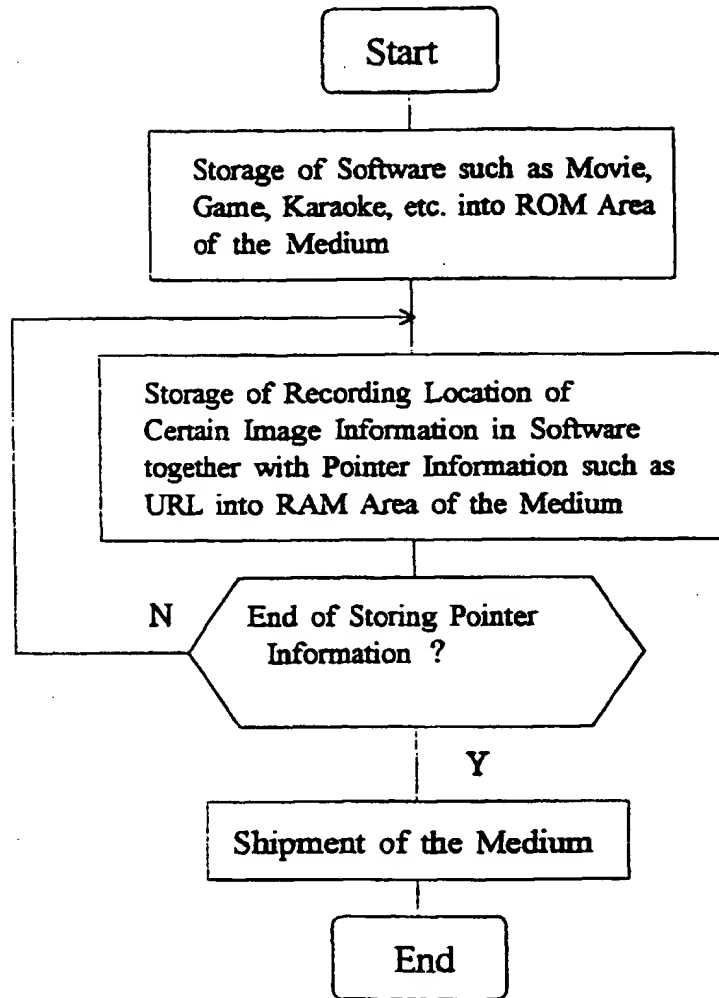 Start
Storage of Software such as Movie,
Game, Karaoke, etc. into ROM Area
of the Medium
Storage of Recording Location of
Certain Image Information in Software
together with Pointer Information such as
URL into RAM Area of the Medium
N
End of Storing Pointer
Information ?
Y
Shipment of the Medium
End